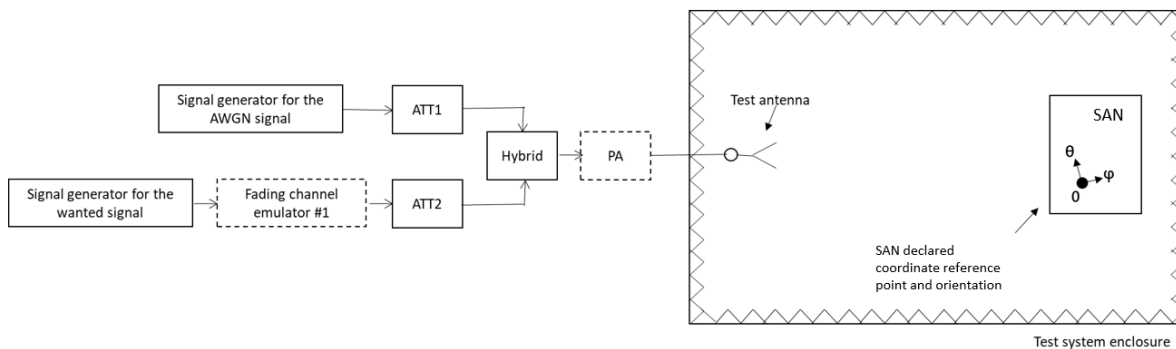 Signal generator for the
AWGN signal
ATT1
Hybrid
PA
Signal generator for the
wanted signal
Fading channel
emulator #1
ATT2
Test antenna
SAN
θ
φ
0
SAN declared
coordinate reference
point and orientation
Test system enclosure